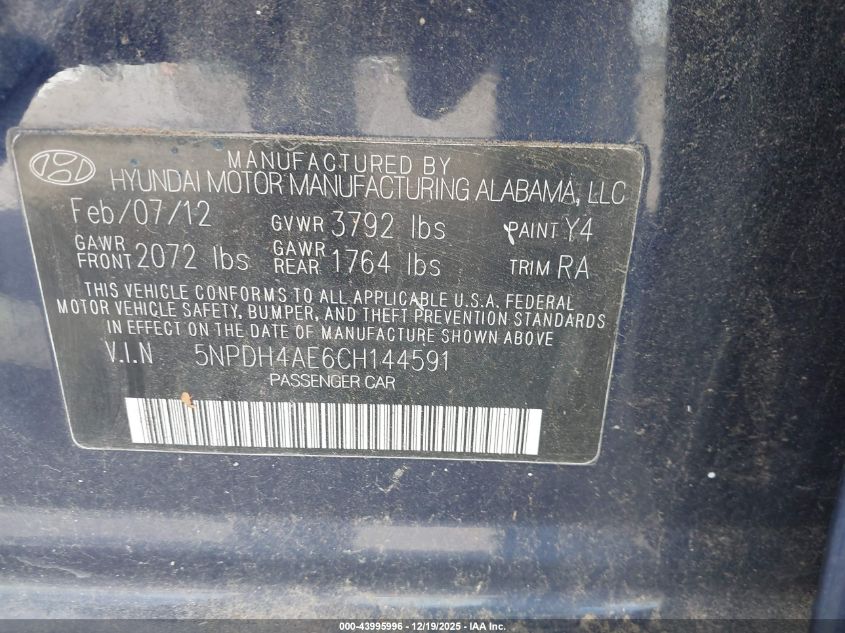 MANUFACTURED BY
HYUNDAI MOTOR MANUFACTURING ALABAMA, LLC
Feb/07/12 GVWR 3792 lbs PAINT Y4
GAWR FRONT 2072 lbs GAWR REAR 1764 lbs TRIM RA
THIS VEHICLE CONFORMS TO ALL APPLICABLE U.S.A. FEDERAL
MOTOR VEHICLE SAFETY, BUMPER, AND THEFT PREVENTION STANDARDS
IN EFFECT ON THE DATE OF MANUFACTURE SHOWN ABOVE
V.I.N 5NPDH4AE6CH144591
PASSENGER CAR
000-43995996 - 12/19/2025 - IAA Inc.